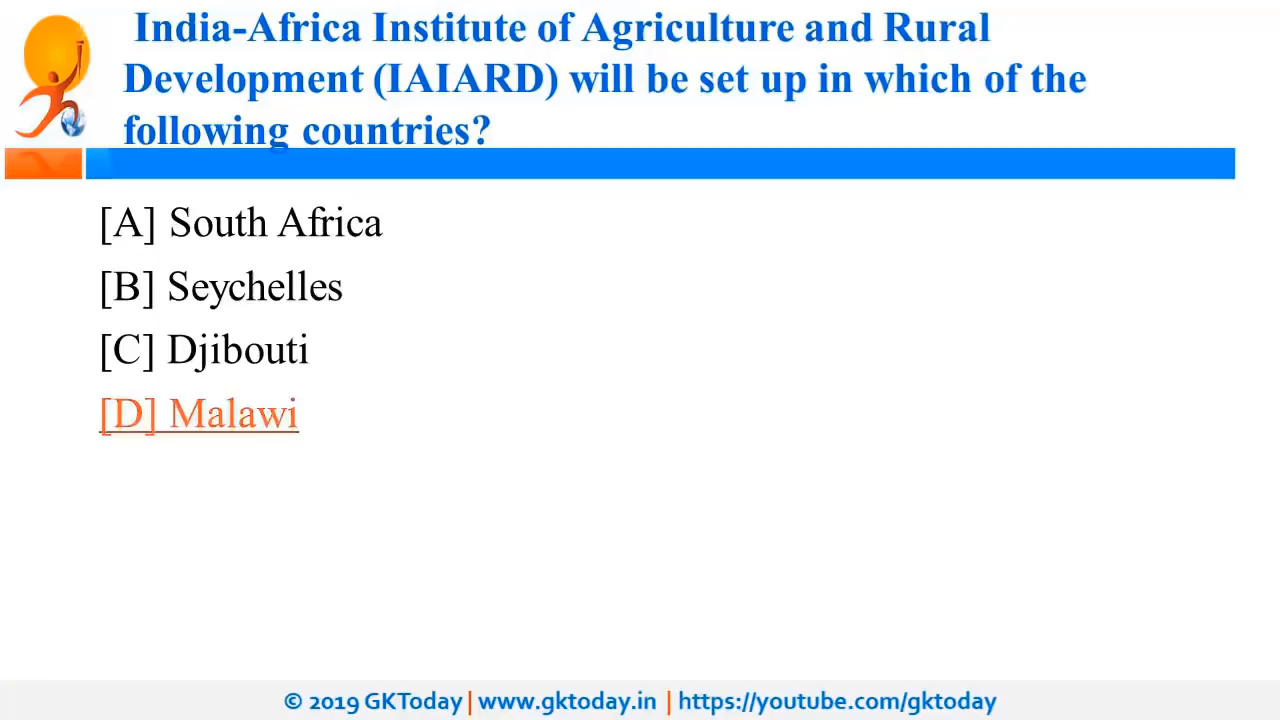 India-Africa Institute of Agriculture and Rural
Development (IAIARD) will be set up in which of the
following countries?
[A] South Africa
[B] Seychelles
[C] Djibouti
[D] Malawi
© 2019 GKToday | www.gktoday.in | https://youtube.com/gktoday